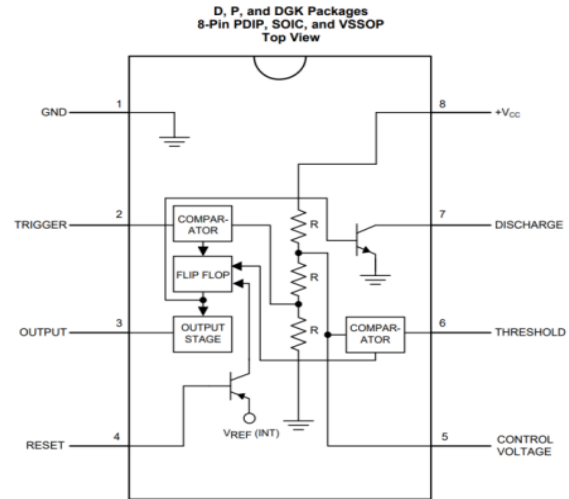 D, P, and DGK Packages
8-Pin PDIP, SOIC, and VSSOP
Top View
1
GND
8
+VCC
R
2
TRIGGER
COMPAR-
ATOR
7
DISCHARGE
R
FLIP FLOP
3
OUTPUT
OUTPUT
STAGE
R
COMPAR-
ATOR
6
THRESHOLD
4
RESET
VREF (INT)
5
CONTROL
VOLTAGE